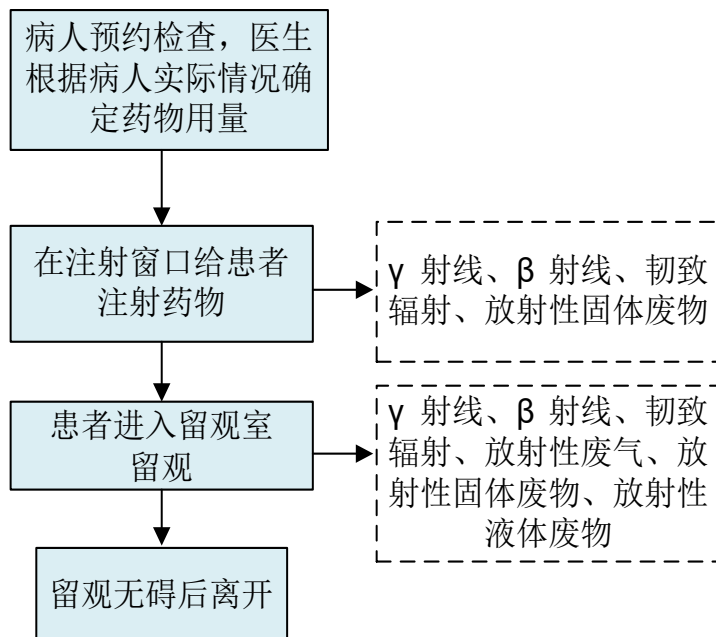 病人预约检查，医生
根据病人实际情况确
定药物用量
在注射窗口给患者
注射药物
γ 射线、β 射线、韧致
辐射、放射性固体废物
患者进入留观室
留观
γ 射线、β 射线、韧致
辐射、放射性废气、放
射性固体废物、放射性
液体废物
留观无碍后离开